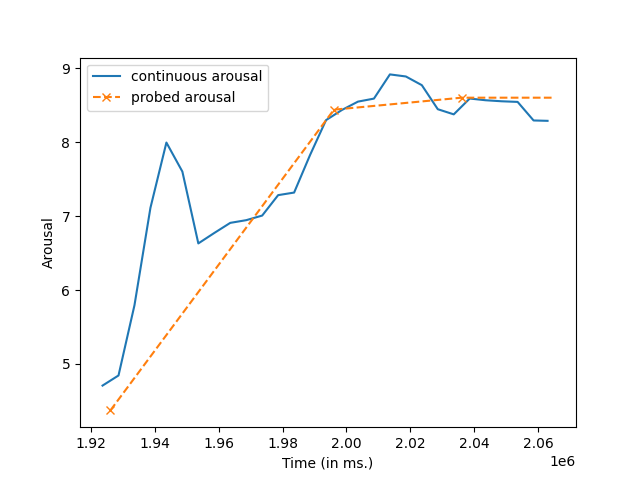 continuous arousal
probed arousal
9
8
7
6
5
Arousal
1.92 1.94 1.96 1.98 2.00 2.02 2.04 2.06
1e6
Time (in ms.)